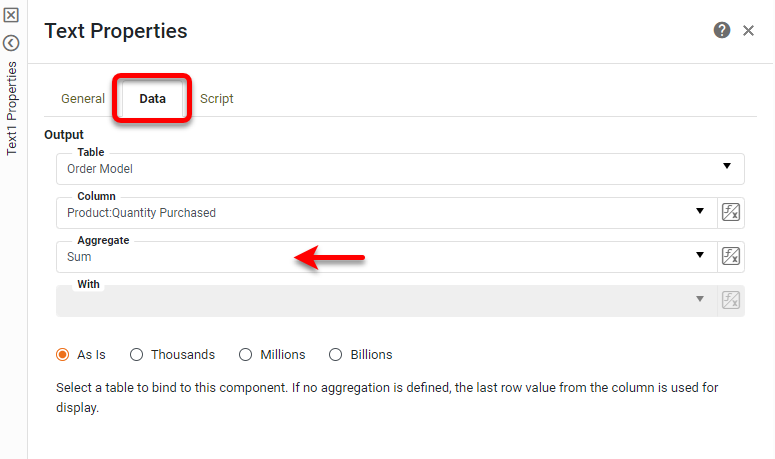 Text Properties
Text1 Properties
General
Data
Script
Output
Table
Order Model
Column
Product:Quantity Purchased
Aggregate
Sum
With
As Is
Thousands
Millions
Billions
Select a table to bind to this component. If no aggregation is defined, the last row value from the column is used for
display.